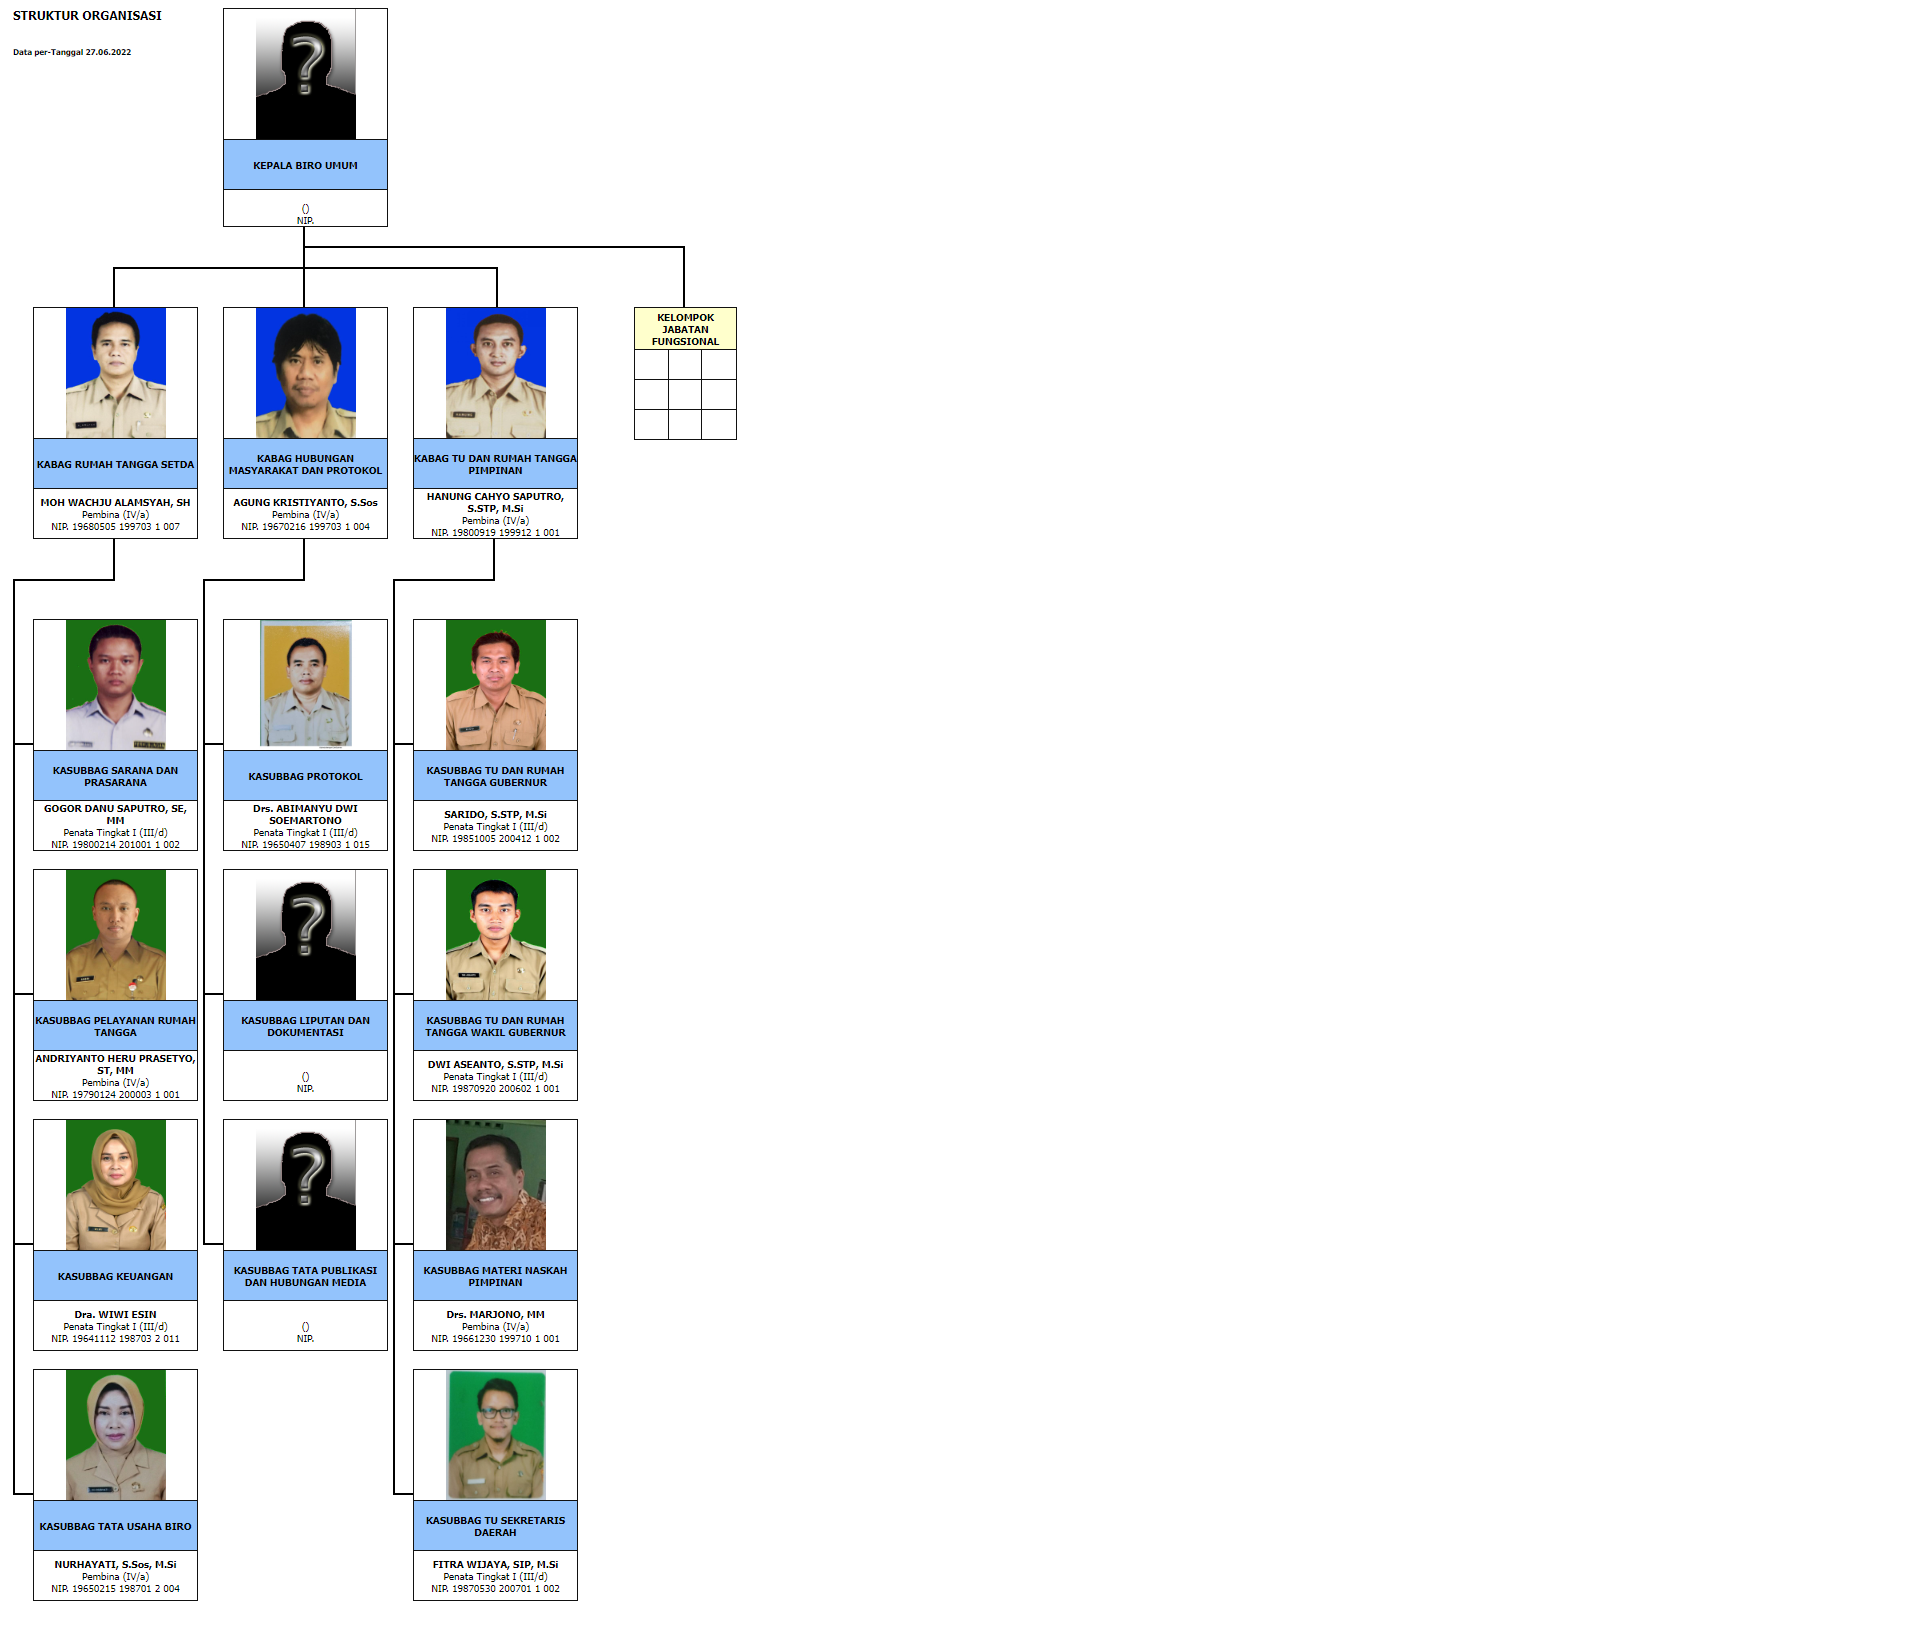 STRUKTUR ORGANISASI
Data per-Tanggal 27.06.2022
KEPALA BIRO UMUM
()
NIP.
KABAG RUMAH TANGGA SETDA
MOH WACHJU ALAMSYAH, SH
Pembina (IV/a)
NIP. 19680505 199703 1 007
KABAG HUBUNGAN
MASYARAKAT DAN PROTOKOL
AGUNG KRISTIYANTO, S.Sos
Pembina (IV/a)
NIP. 19670216 199703 1 004
KABAG TU DAN RUMAH TANGGA
PIMPINAN
HANUNG CAHYO SAPUTRO,
S.STP, M.Si
Pembina (IV/a)
NIP. 19800919 199912 1 001
KELOMPOK
JABATAN
FUNGSIONAL
KASUBBAG SARANA DAN
PRASARANA
GOGOR DANU SAPUTRO, SE,
MM
Penata Tingkat I (III/d)
NIP. 19800214 201001 1 002
KASUBBAG PROTOKOL
Drs. ABIMANYU DWI
SOEMARTONO
Penata Tingkat I (III/d)
NIP. 19650407 198903 1 015
KASUBBAG TU DAN RUMAH
TANGGA GUBERNUR
SARIDO, S.STP, M.Si
Penata Tingkat I (III/d)
NIP. 19851005 200412 1 002
KASUBBAG PELAYANAN RUMAH
TANGGA
ANDRIYANTO HERU PRASETYO,
ST, MM
Pembina (IV/a)
NIP. 19790124 200003 1 001
KASUBBAG LIPUTAN DAN
DOKUMENTASI
()
NIP.
KASUBBAG TU DAN RUMAH
TANGGA WAKIL GUBERNUR
DWI ASEANTO, S.STP, M.Si
Penata Tingkat I (III/d)
NIP. 19870920 200602 1 001
KASUBBAG KEUANGAN
Dra. WIWI ESIN
Penata Tingkat I (III/d)
NIP. 19641112 198703 2 011
KASUBBAG TATA PUBLIKASI
DAN HUBUNGAN MEDIA
()
NIP.
KASUBBAG MATERI NASKAH
PIMPINAN
Drs. MARJONO, MM
Pembina (IV/a)
NIP. 19661230 199710 1 001
KASUBBAG TATA USAHA BIRO
NURHAYATI, S.Sos, M.Si
Pembina (IV/a)
NIP. 19650215 198701 2 004
KASUBBAG TU SEKRETARIS
DAERAH
FITRA WIJAYA, SIP, M.Si
Penata Tingkat I (III/d)
NIP. 19870530 200701 1 002